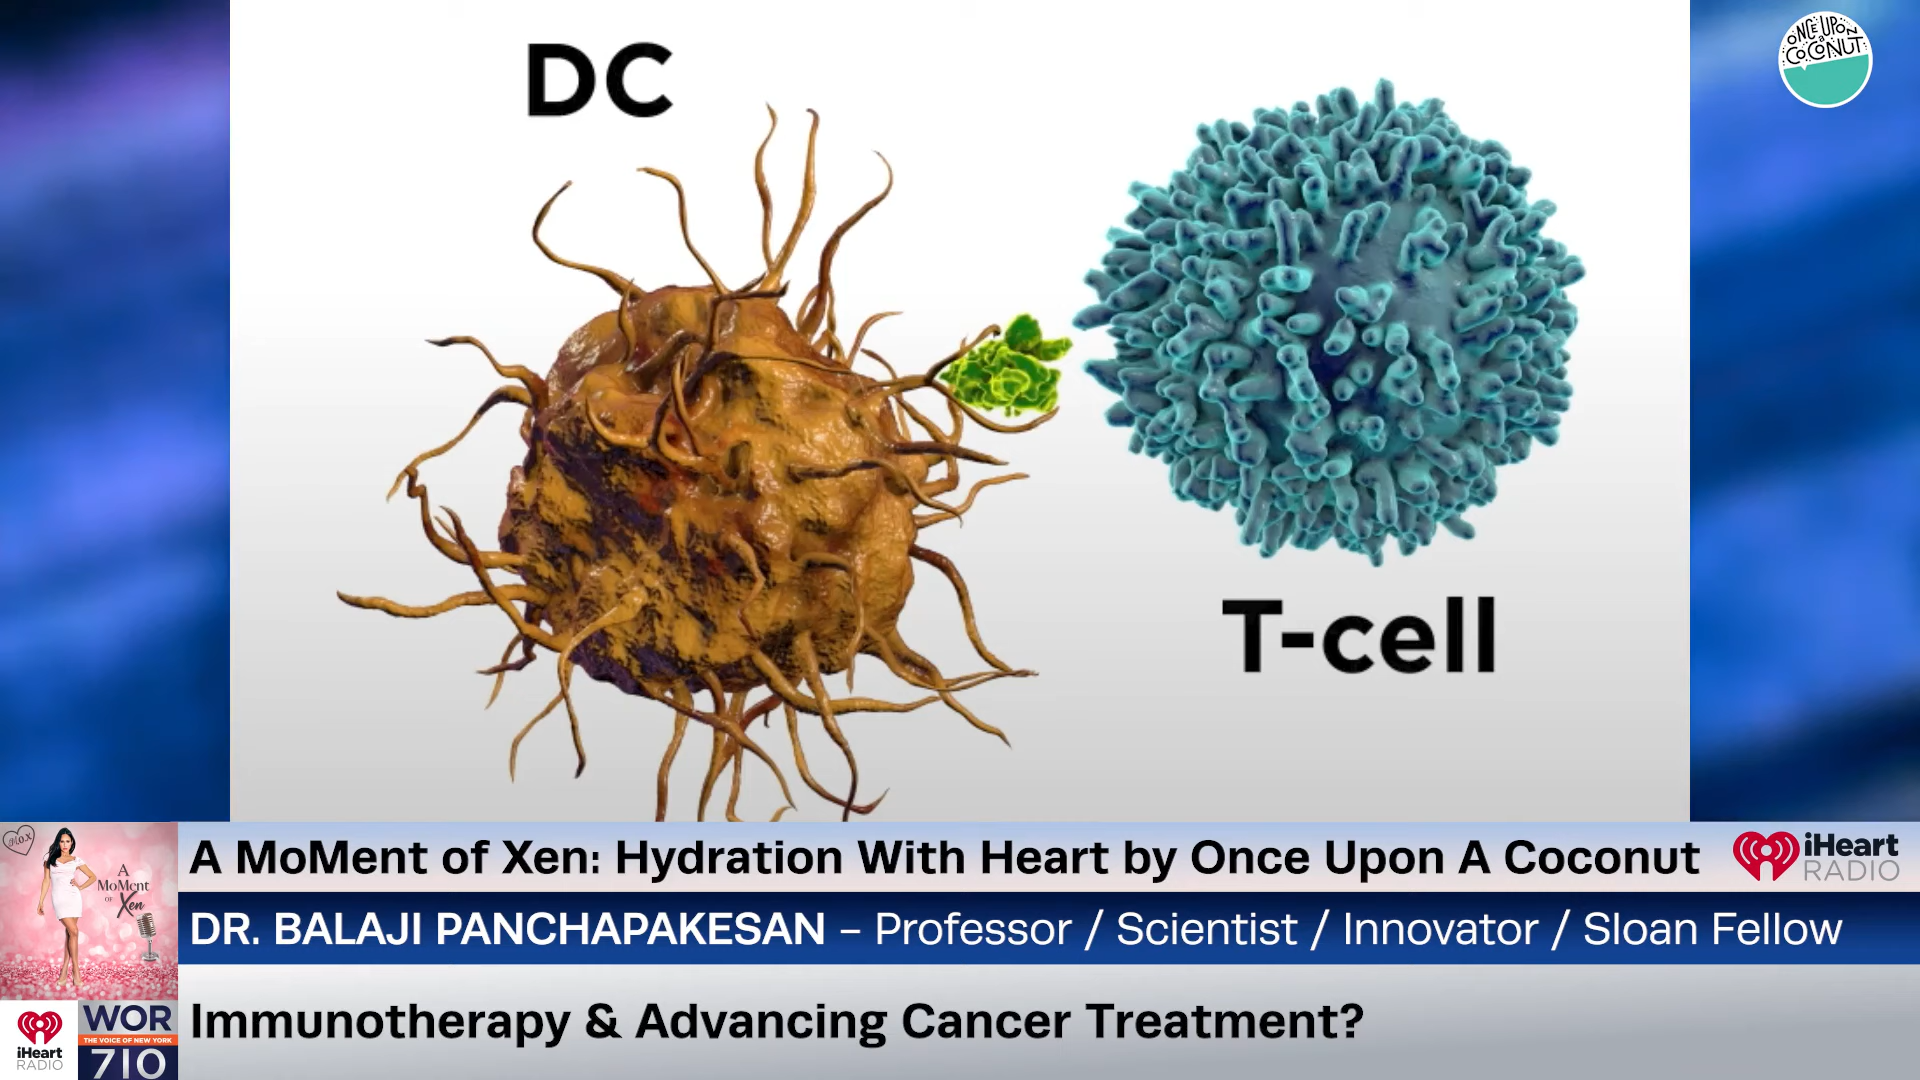 DC
ONCE UPON
a
COCONUT
T-cell
A MoMent of Xen: Hydration With Heart by Once Upon A Coconut
iHeart
RADIO
M.O.X
A
MoMent
OF
Xen
DR. BALAJI PANCHAPAKESAN – Professor / Scientist / Innovator / Sloan Fellow
Immunotherapy & Advancing Cancer Treatment?
iHeart
RADIO
WOR
THE VOICE OF NEW YORK
710